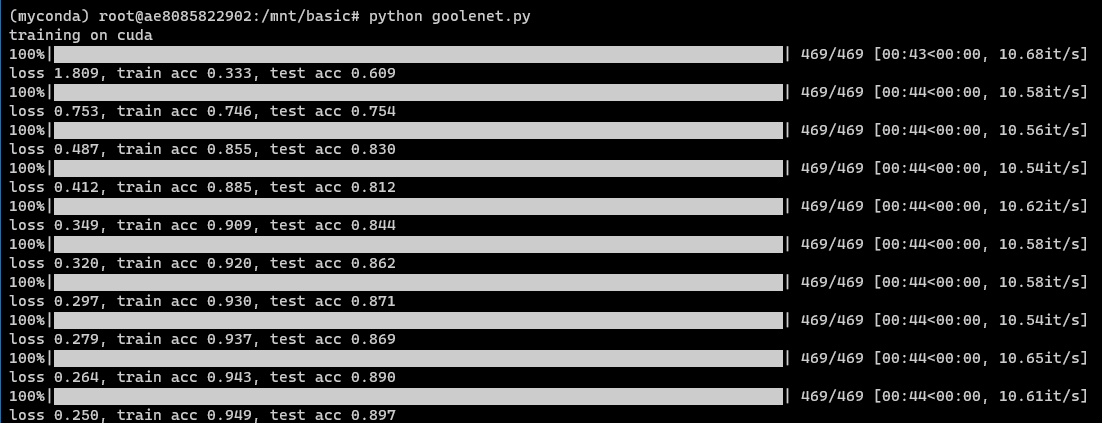 (myconda) root@ae8085822902:/mnt/basic# python goolenet.py
training on cuda
100%|██████████| 469/469 [00:43<00:00, 10.68it/s]
loss 1.809, train acc 0.333, test acc 0.609
100%|██████████| 469/469 [00:44<00:00, 10.58it/s]
loss 0.753, train acc 0.746, test acc 0.754
100%|██████████| 469/469 [00:44<00:00, 10.56it/s]
loss 0.487, train acc 0.855, test acc 0.830
100%|██████████| 469/469 [00:44<00:00, 10.54it/s]
loss 0.412, train acc 0.885, test acc 0.812
100%|██████████| 469/469 [00:44<00:00, 10.62it/s]
loss 0.349, train acc 0.909, test acc 0.844
100%|██████████| 469/469 [00:44<00:00, 10.58it/s]
loss 0.320, train acc 0.920, test acc 0.862
100%|██████████| 469/469 [00:44<00:00, 10.58it/s]
loss 0.297, train acc 0.930, test acc 0.871
100%|██████████| 469/469 [00:44<00:00, 10.54it/s]
loss 0.279, train acc 0.937, test acc 0.869
100%|██████████| 469/469 [00:44<00:00, 10.65it/s]
loss 0.264, train acc 0.943, test acc 0.890
100%|██████████| 469/469 [00:44<00:00, 10.61it/s]
loss 0.250, train acc 0.949, test acc 0.897